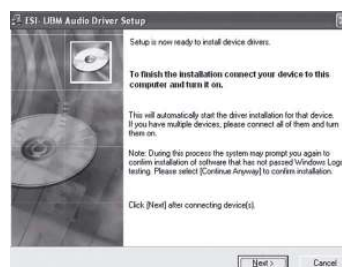 ESI- UBM Audio Driver Setup
Setup is now ready to install device drivers.
To finish the installation connect your device to this
computer and turn it on.
This will automatically start the driver installation for that device.
If you have multiple devices, please connect all of them and turn
them on.
Note: During this process the system may prompt you again to
confirm installation of software that has not passed Windows Logo
testing. Please select [Continue Anyway] to confirm installation.
Click [Next] after connecting device(s).
Next >
Cancel